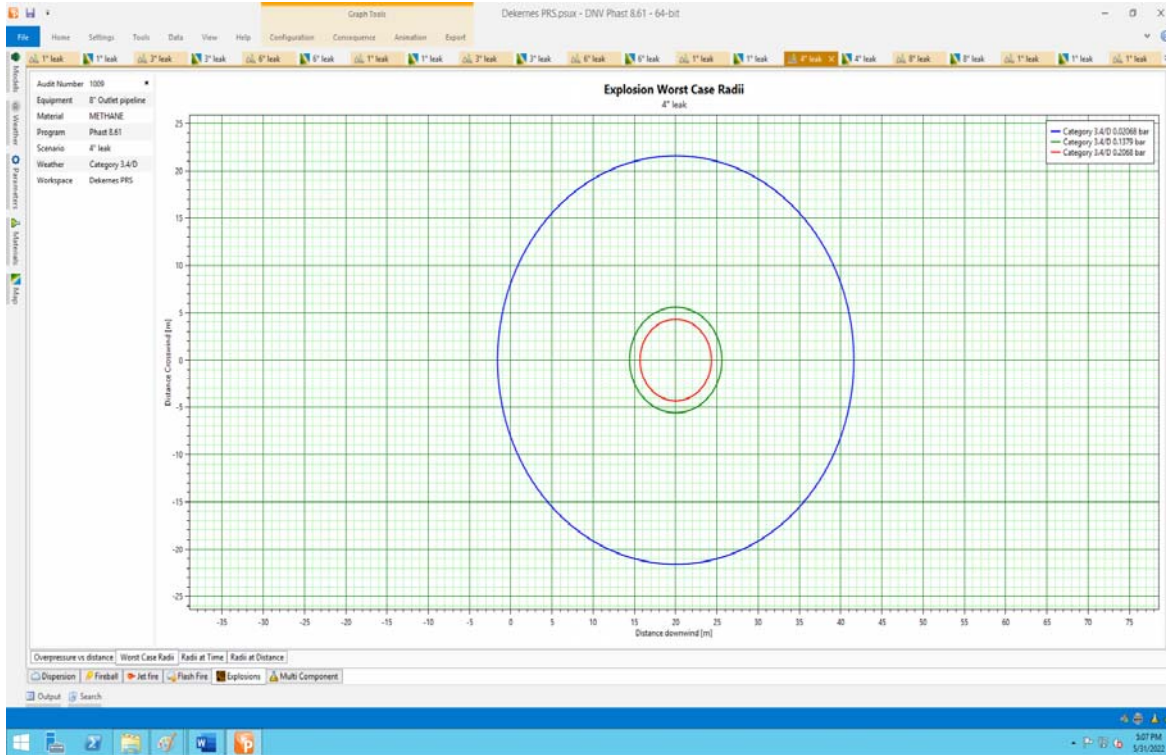 Graph Tools
Dekernes PRS.psux - DNV Phast 8.61 - 64-bit
File Home Settings Tools Data View Help Configuration Consequence Animation Export
1" leak 1" leak 3" leak 3" leak 6" leak 6" leak 1" leak 1" leak 3" leak 3" leak 6" leak 6" leak 1" leak 1" leak 4" leak × 4" leak 8" leak 8" leak 1" leak 1" leak 1" leak
Models
Weather
Parameters
Materials
Map
Audit Number 1009
Equipment 8" Outlet pipeline
Material METHANE
Program Phast 8.61
Scenario 4" leak
Weather Category 3.4/D
Workspace Dekernes PRS
Explosion Worst Case Radii
4" leak
Category 3.4/D 0.02068 bar
Category 3.4/D 0.1379 bar
Category 3.4/D 0.2068 bar
25
20
15
10
5
0
-5
-10
-15
-20
-25
Distance Crosswind [m]
-35 -30 -25 -20 -15 -10 -5 0 5 10 15 20 25 30 35 40 45 50 55 60 65 70 75
Distance downwind [m]
Overpressure vs distance Worst Case Radii Radii at Time Radii at Distance
Dispersion Fireball Jet fire Flash Fire Explosions Multi Component
Output Search
5:07 PM
5/31/2022